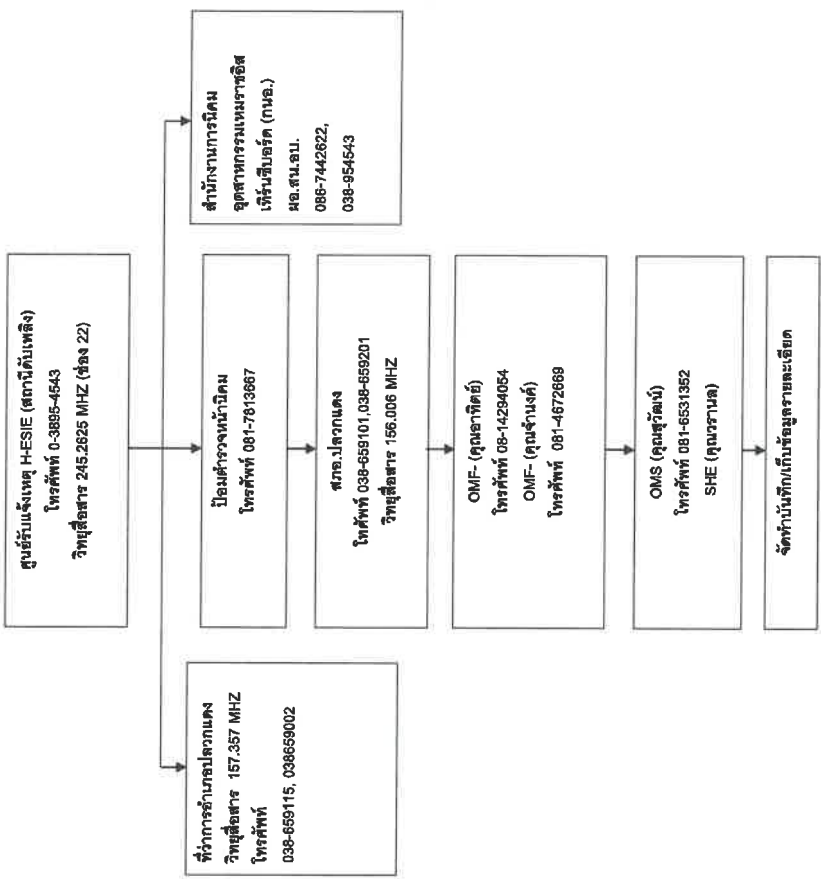 ศูนย์รับแจ้งเหตุ H-ESIE (สถานีดับเพลิง)
โทรศัพท์ 0-3895-4543
วิทยุสื่อสาร 245.2625 MHZ (ช่อง 22)
ที่ว่าการอำเภอปลวกแดง
วิทยุสื่อสาร 157.357 MHZ
โทรศัพท์
038-659115, 038659002
ป้อมตำรวจหน้านิคม
โทรศัพท์ 081-7813667
สำนักงานการนิคม
อุตสาหกรรมเหมราชอีส
เทิร์นซีบอร์ด (กนอ.)
ผอ.สน.อบ.
086-7442622,
038-954543
สภอ.ปลวกแดง
โทศัพท์ 038-659101,038-659201
วิทยุสื่อสาร 156.006 MHZ
OMF- (คุณอาทิตย์)
โทรศัพท์ 08-14294054
OMF- (คุณจำนงค์)
โทรศัพท์ 081-4672669
OMS (คุณสุวัฒน์)
โทรศัพท์ 081-6531352
SHE (คุณวรานล)
จัดทำบันทึก/เก็บข้อมูลรายละเอียด